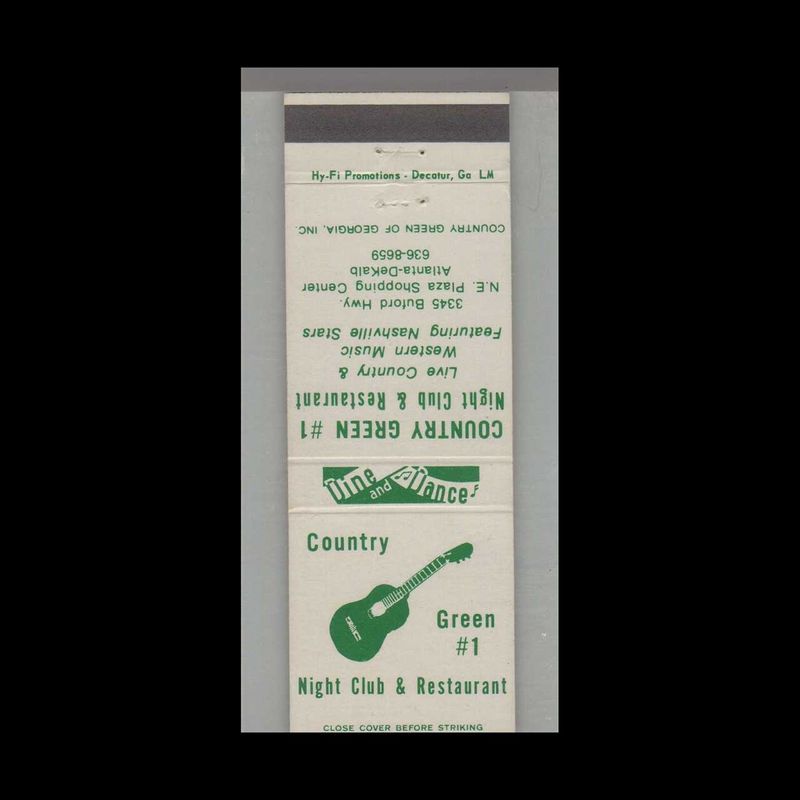 Hy-Fi Promotions - Decatur, Ga LM
COUNTRY GREEN #1
Night Club & Restaurant
Live Country &
Western Music
Featuring Nashville Stars
3345 Buford Hwy.
N.E. Plaza Shopping Center
Atlanta-DeKalb
636-8659
COUNTRY GREEN OF GEORGIA, INC.
Dine and Dance
Country
Green
#1
Night Club & Restaurant
CLOSE COVER BEFORE STRIKING